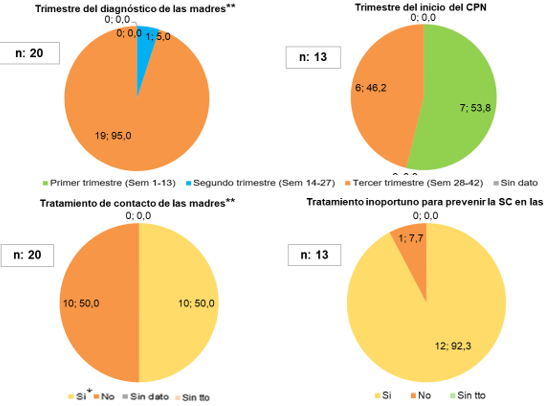 Trimestre del diagnóstico de las madres**
0; 0,0
0; 0,0
1; 5,0
n: 20
19; 95,0
Trimestre del inicio del CPN
0; 0,0
n: 13
6; 46,2
7; 53,8
Primer trimestre (Sem 1-13) Segundo trimestre (Sem 14-27) Tercer trimestre (Sem 28-42) Sin dato
Tratamiento de contacto de las madres**
0; 0,0
n: 20
10; 50,0
10; 50,0
Si* No Sin dato Sin tto
Tratamiento inoportuno para prevenir la SC en las
0; 0,0
n: 13
1; 7,7
12; 92,3
Si No Sin tto